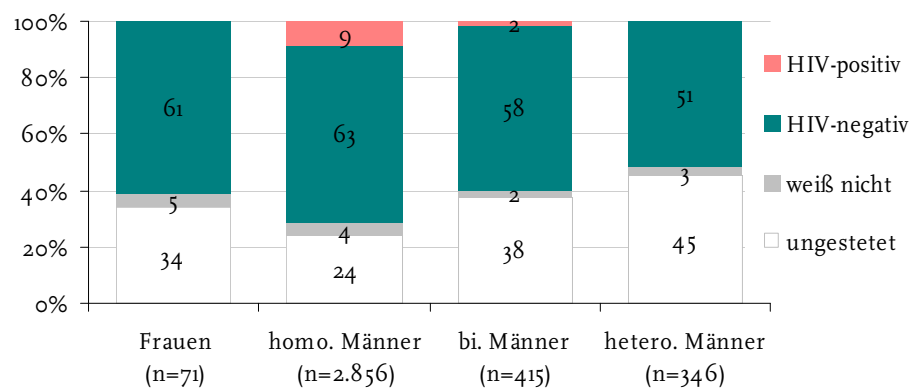 100%
80%
60%
40%
20%
0%
61
5
34
9
63
4
24
2
58
2
38
51
3
45
HIV-positiv
HIV-negativ
weiß nicht
ungestetet
Frauen
(n=71)
homo. Männer
(n=2.856)
bi. Männer
(n=415)
hetero. Männer
(n=346)